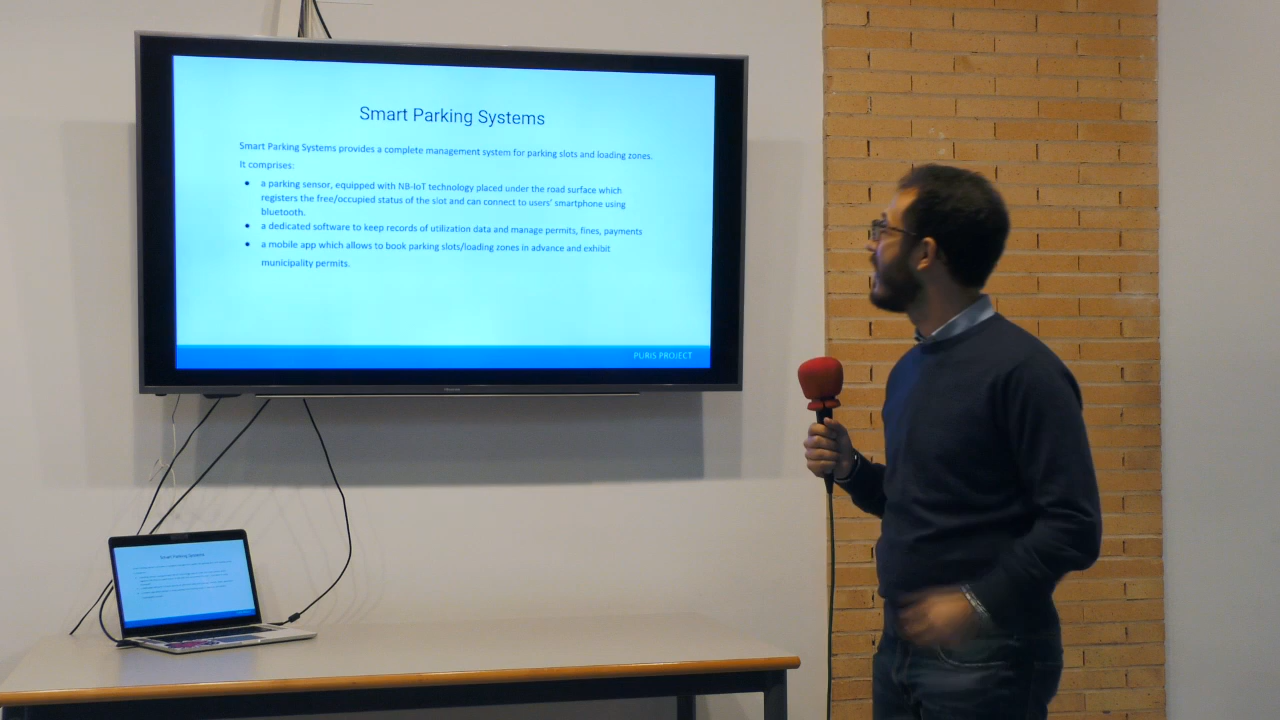 Smart Parking Systems
Smart Parking Systems provides a complete management system for parking slots and loading zones.
It comprises:
• a parking sensor, equipped with NB-IoT technology placed under the road surface which
registers the free/occupied status of the slot and can connect to users' smartphone using
bluetooth.
• a dedicated software to keep records of utilization data and manage permits, fines, payments
• a mobile app which allows to book parking slots/loading zones in advance and exhibit
municipality permits.
PURIS PROJECT
Smart Parking Systems